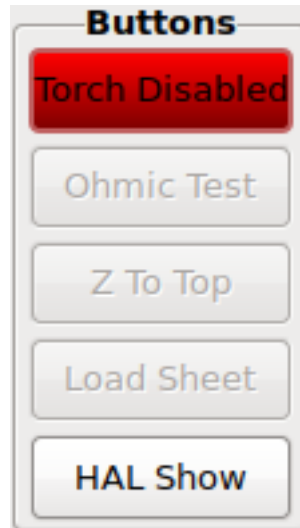 Buttons
Torch Disabled
Ohmic Test
Z To Top
Load Sheet
HAL Show